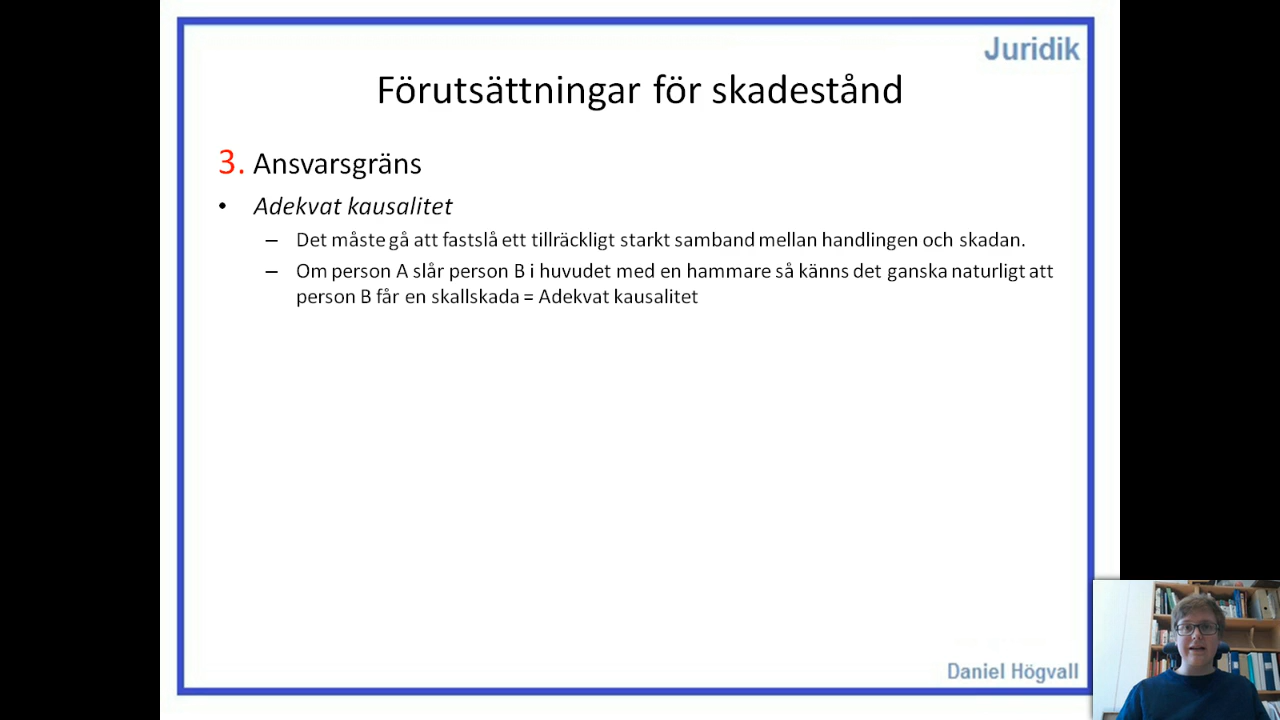 Juridik
Förutsättningar för skadestånd
3. Ansvarsgräns
• Adekvat kausalitet
– Det måste gå att fastslå ett tillräckligt starkt samband mellan handlingen och skadan.
– Om person A slår person B i huvudet med en hammare så känns det ganska naturligt att
person B får en skallskada = Adekvat kausalitet
Daniel Högvall